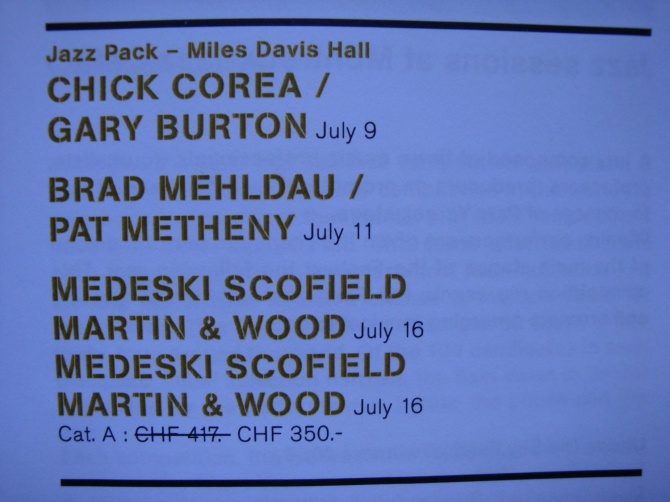 Jazz Pack – Miles Davis Hall
CHICK COREA /
GARY BURTON July 9
BRAD MEHLDAU /
PAT METHENY July 11
MEDESKI SCOFIELD
MARTIN & WOOD July 16
MEDESKI SCOFIELD
MARTIN & WOOD July 16
Cat. A : CHF 417.- CHF 350.-